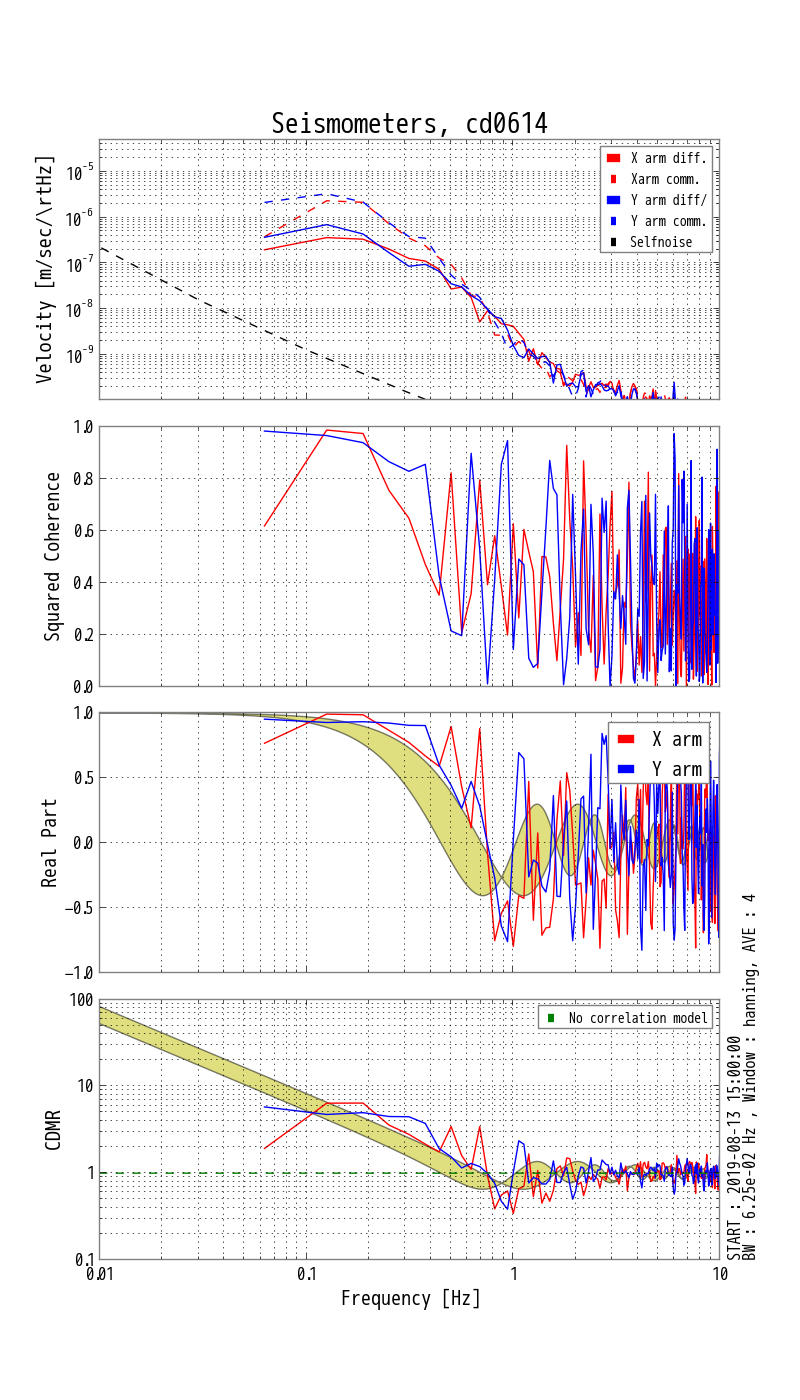 Seismometers, cd0614
Velocity [m/sec/\rtHz]
10^-5
10^-6
10^-7
10^-8
10^-9
X arm diff.
Xarm comm.
Y arm diff/
Y arm comm.
Selfnoise
Squared Coherence
1.0
0.8
0.6
0.4
0.2
0.0
Real Part
1.0
0.5
0.0
−0.5
−1.0
X arm
Y arm
CDMR
100
10
1
0.1
No correlation model
0.01
0.1
1
10
Frequency [Hz]
START : 2019-08-13 15:00:00
BW : 6.25e-02 Hz , Window : hanning, AVE : 4